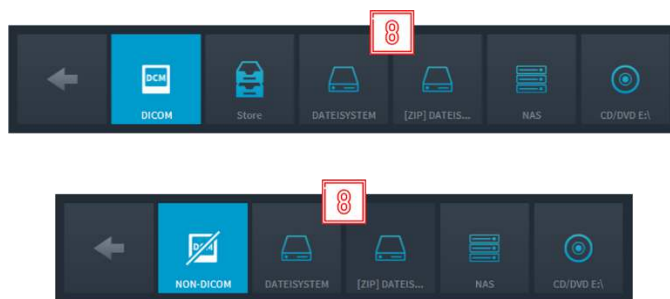 8
DCM
DICOM Store DATEISYSTEM [ZIP] DATEIS... NAS CD/DVD E:\
8
DCM
NON-DICOM DATEISYSTEM [ZIP] DATEIS... NAS CD/DVD E:\